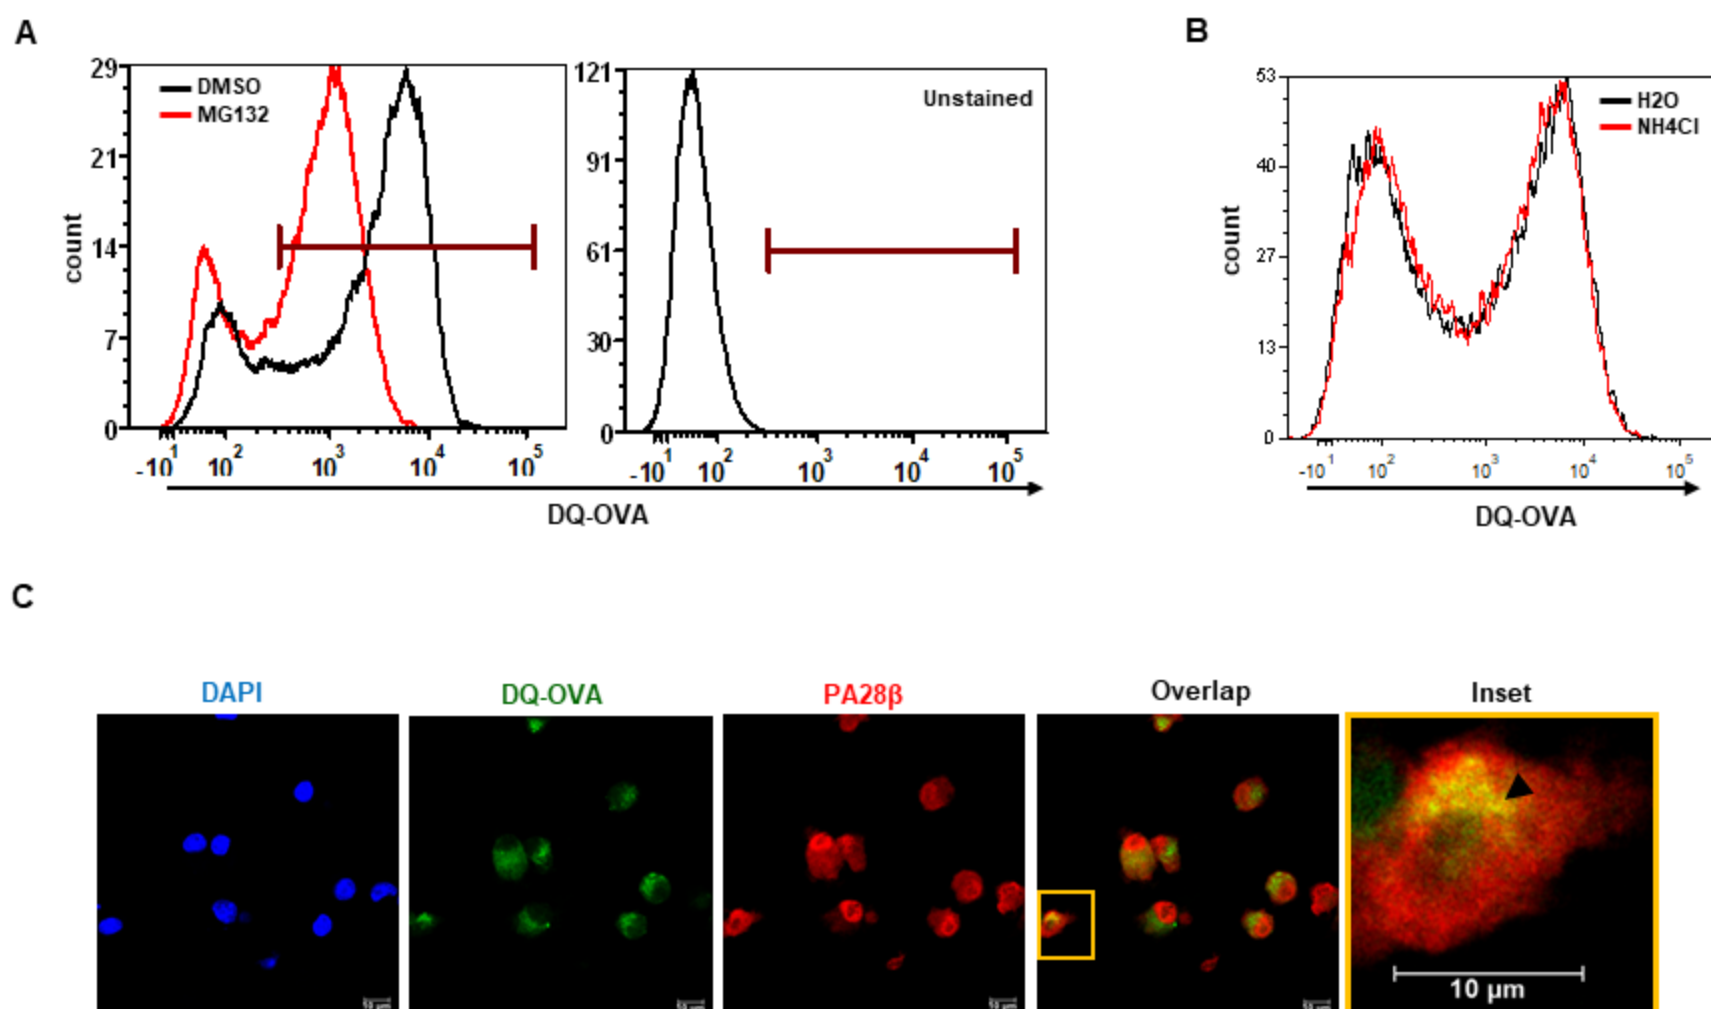 A
B
29
21
14
7
0
count
DMSO
MG132
-10¹ 10² 10³ 10⁴ 10⁵
121
91
61
30
0
Unstained
-10¹ 10² 10³ 10⁴ 10⁵
DQ-OVA
53
40
27
13
0
count
H2O
NH4Cl
-10¹ 10² 10³ 10⁴ 10⁵
DQ-OVA
C
DAPI DQ-OVA PA28β Overlap Inset
10 µm